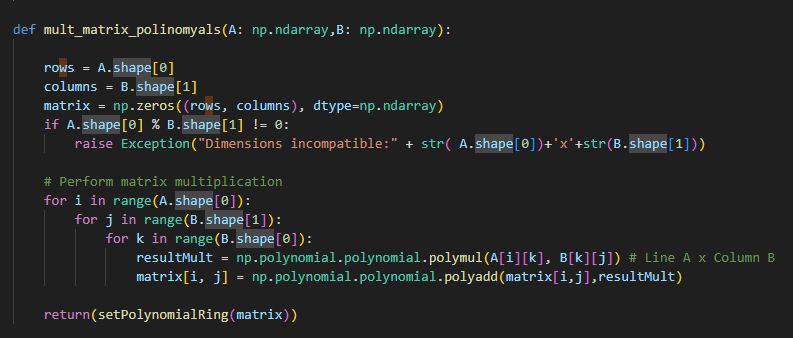 def mult_matrix_polinomyals(A: np.ndarray,B: np.ndarray):
rows = A.shape[0]
columns = B.shape[1]
matrix = np.zeros((rows, columns), dtype=np.ndarray)
if A.shape[0] % B.shape[1] != 0:
raise Exception("Dimensions incompatible:" + str( A.shape[0])+'x'+str(B.shape[1]))
# Perform matrix multiplication
for i in range(A.shape[0]):
for j in range(B.shape[1]):
for k in range(B.shape[0]):
resultMult = np.polynomial.polynomial.polymul(A[i][k], B[k][j]) # Line A x Column B
matrix[i, j] = np.polynomial.polynomial.polyadd(matrix[i,j],resultMult)
return(setPolynomialRing(matrix))